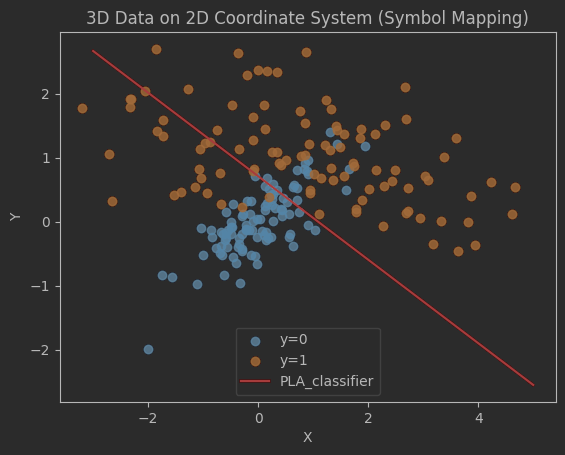 3D Data on 2D Coordinate System (Symbol Mapping)
2
1
0
−1
−2
Y
y=0
y=1
PLA_classifier
−2 0 2 4
X